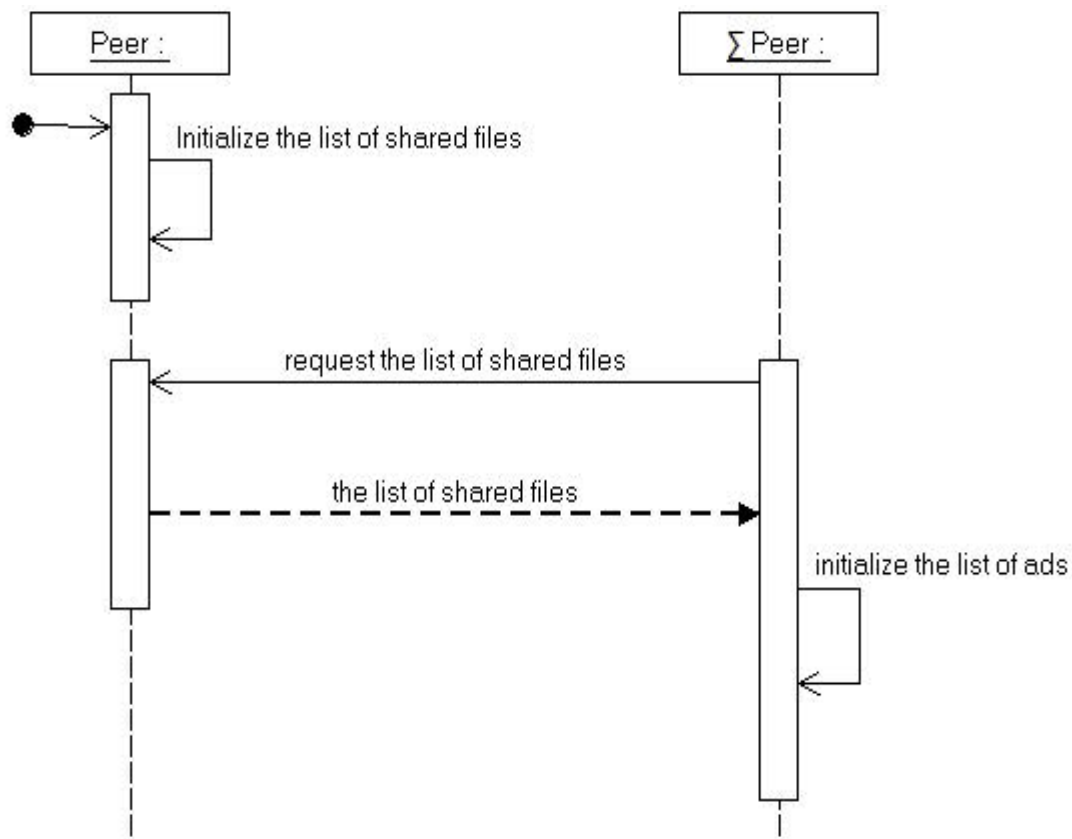 Peer :
∑ Peer :
Initialize the list of shared files
request the list of shared files
the list of shared files
initialize the list of ads